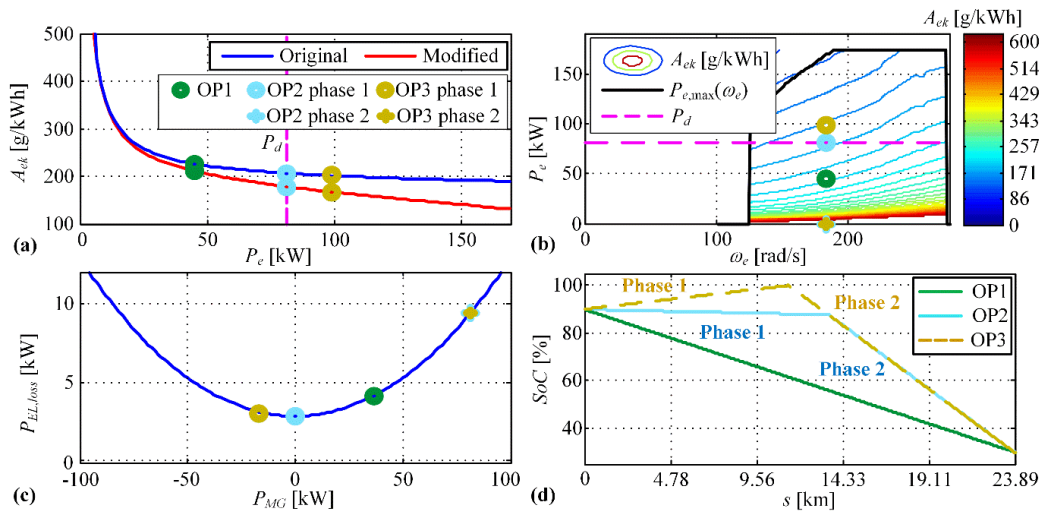 500
400
300
200
100
A_ek [g/kWh]
Original
Modified
OP1
OP2 phase 1
OP3 phase 1
OP2 phase 2
OP3 phase 2
P_d
0
50
100
150
P_e [kW]
(a)
150
100
50
0
P_e [kW]
A_ek [g/kWh]
P_e,max(ω_e)
P_d
0
100
200
ω_e [rad/s]
(b)
A_ek [g/kWh]
600
514
429
343
257
171
86
0
10
5
0
P_EL,loss [kW]
-100
-50
0
50
100
P_MG [kW]
(c)
100
80
60
40
SoC [%]
Phase 1
Phase 2
Phase 1
Phase 2
OP1
OP2
OP3
0
4.78
9.56
14.33
19.11
23.89
s [km]
(d)